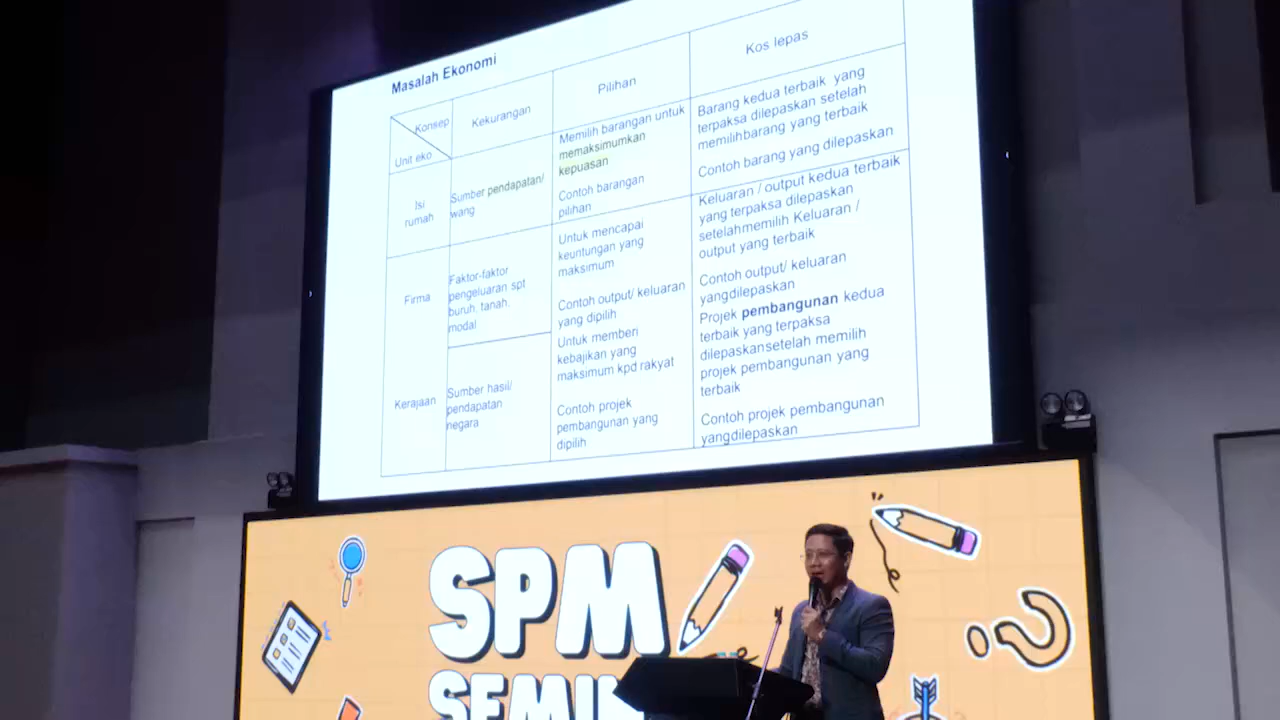 Masalah Ekonomi
Konsep
Unit eko
Kekurangan
Pilihan
Kos lepas
Isi
rumah
Sumber pendapatan/
wang
Memilih barangan untuk
memaksimumkan
kepuasan
Contoh barangan
pilihan
Barang kedua terbaik yang
terpaksa dilepaskan setelah
memilihbarang yang terbaik
Contoh barang yang dilepaskan
Firma
Faktor-faktor
pengeluaran spt
buruh, tanah,
modal
Untuk mencapai
keuntungan yang
maksimum
Contoh output/ keluaran
yang dipilih
Keluaran / output kedua terbaik
yang terpaksa dilepaskan
setelahmemilih Keluaran /
output yang terbaik
Contoh output/ keluaran
yangdilepaskan
Kerajaan
Sumber hasil/
pendapatan
negara
Untuk memberi
kebajikan yang
maksimum kpd rakyat
Contoh projek
pembangunan yang
dipilih
Projek pembangunan kedua
terbaik yang terpaksa
dilepaskansetelah memilih
projek pembangunan yang
terbaik
Contoh projek pembangunan
yangdilepaskan
SPM